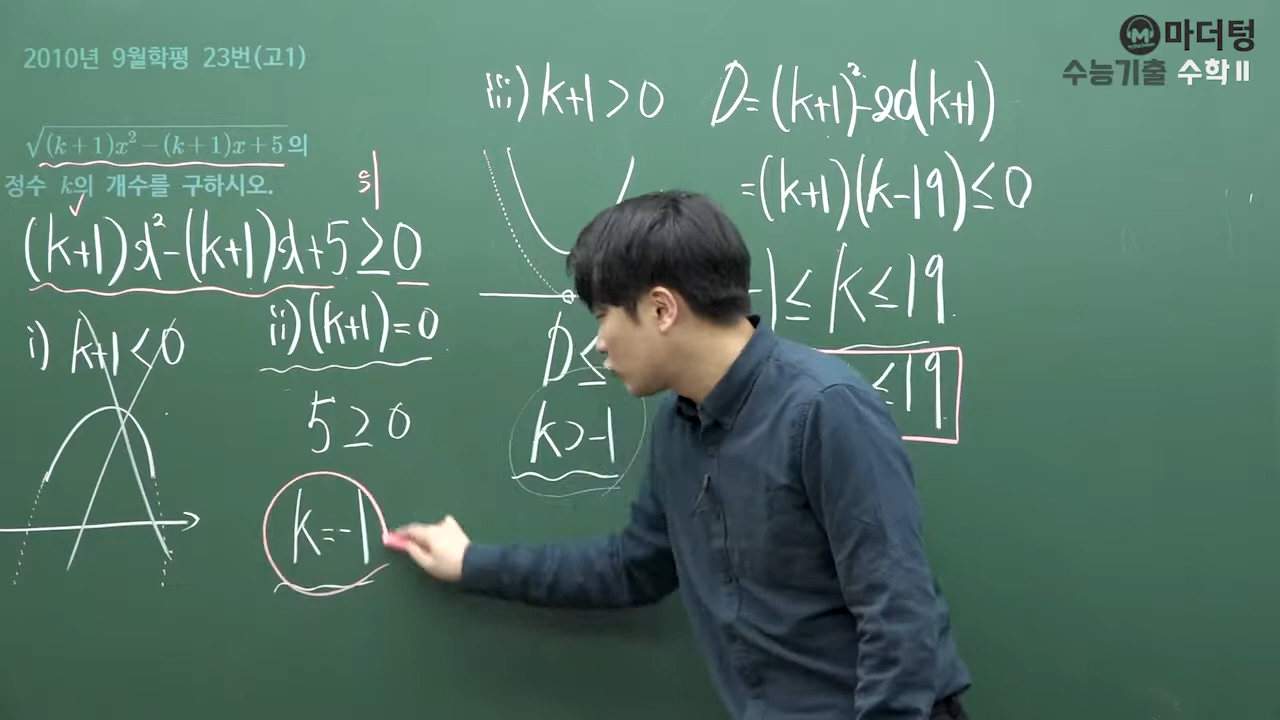 2010년 9월학평 23번(고1)
√(k+1)x²-(k+1)x+5 의
정수 k의 개수를 구하시오.
(k+1)x²-(k+1)x+5≥0
i) k+1<0
ii) (k+1)=0
5≥0
k=-1
iii) k+1>0
D≤
k>-1
D=(k+1)²-20(k+1)
=(k+1)(k-19)≤0
-1≤k≤19
≤19
마더텅
수능기출 수학 II